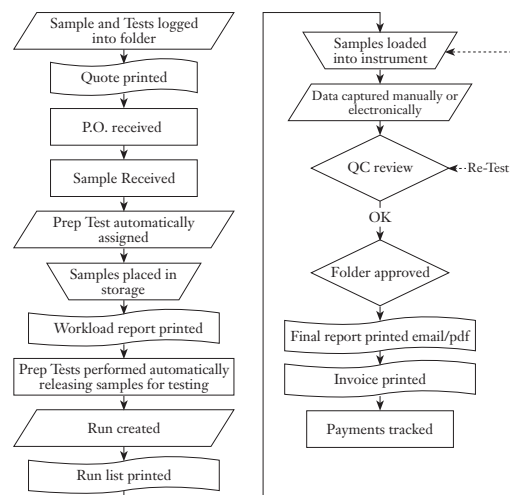 Sample and Tests logged
into folder
Quote printed
P.O. received
Sample Received
Prep Test automatically
assigned
Samples placed in
storage
Workload report printed
Prep Tests performed automatically
releasing samples for testing
Run created
Run list printed
Samples loaded
into instrument
Data captured manually or
electronically
QC review
Re-Test
OK
Folder approved
Final report printed email/pdf
Invoice printed
Payments tracked